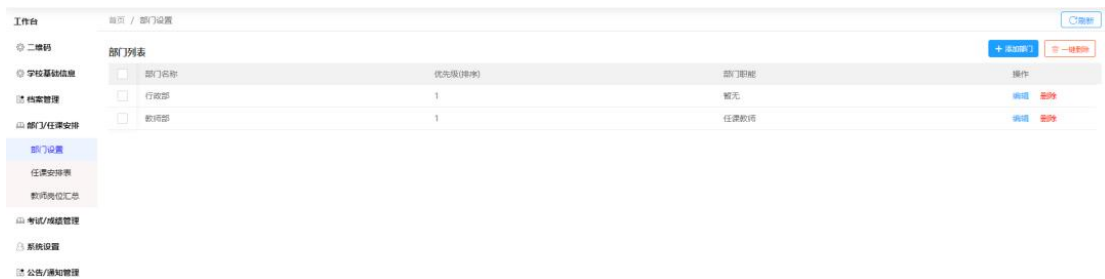 工作台
首页 / 部门设置
刷新
二维码
学校基础信息
档案管理
部门/任课安排
部门设置
任课安排表
教师岗位汇总
考试/成绩管理
系统设置
公告/通知管理
部门列表
+ 添加部门
一键删除
部门名称 优先级(排序) 部门职能 操作
行政部 1 暂无 编辑 删除
教师部 1 任课教师 编辑 删除